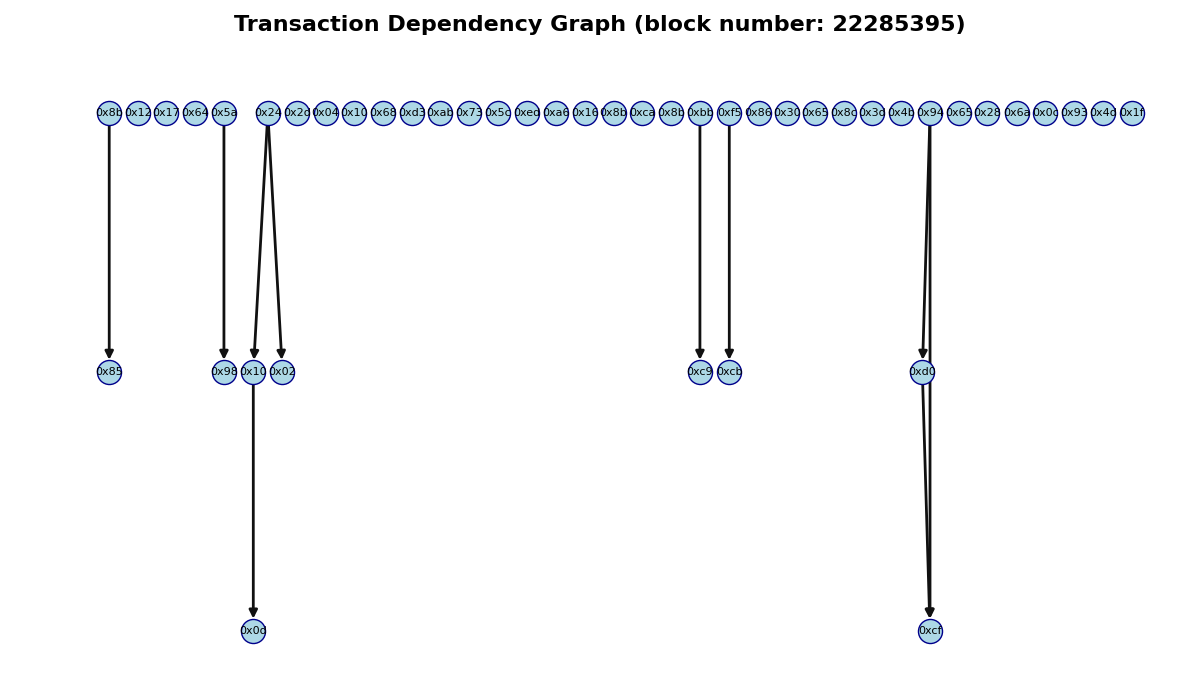 Transaction Dependency Graph (block number: 22285395)
0x8b 0x12 0x17 0x64 0x5a 0x24 0x2d 0x04 0x10 0x68 0xd3 0xab 0x73 0x5c 0xed 0xa6 0x16 0x8b 0xca 0x8b 0xbb 0xf5 0x86 0x30 0x65 0x8c 0x3d 0x4b 0x94 0x65 0x28 0x6a 0x0c 0x93 0x4d 0x1f
0x85 0x98 0x10 0x02 0xc9 0xcb 0xd0
0x0d 0xcf